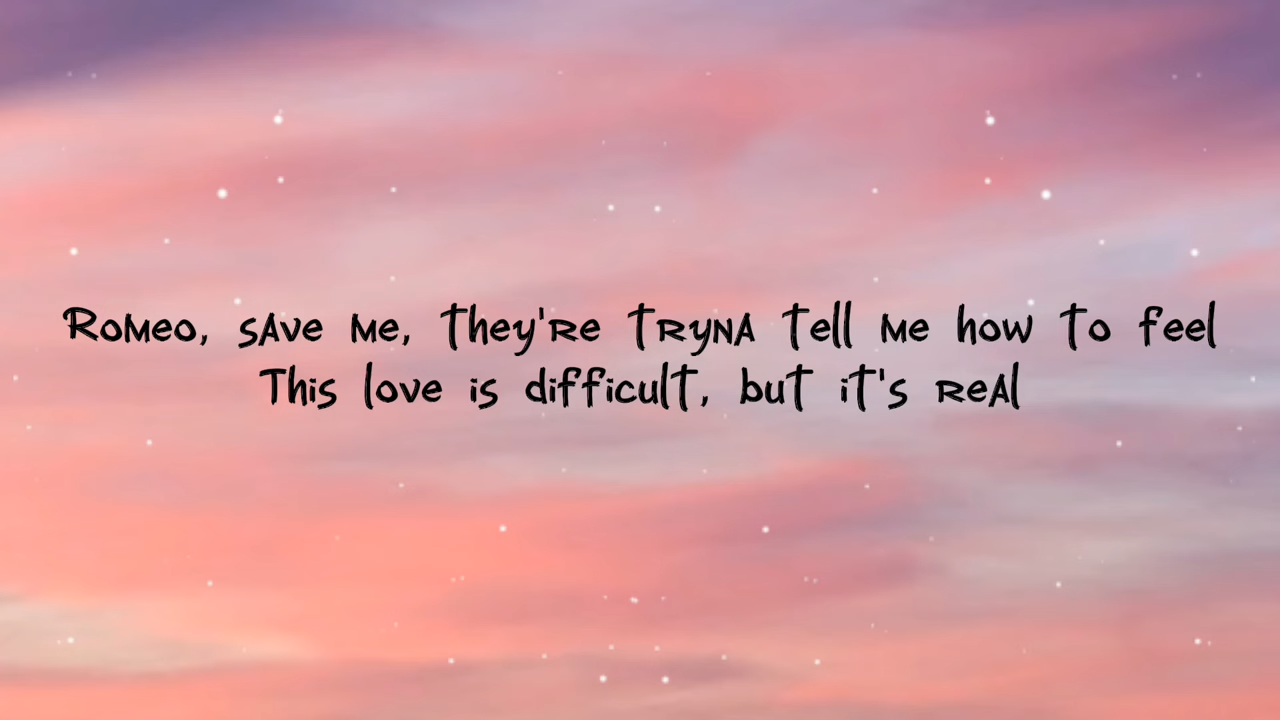 Romeo, save me, they're tryna tell me how to feel
This love is difficult, but it's real